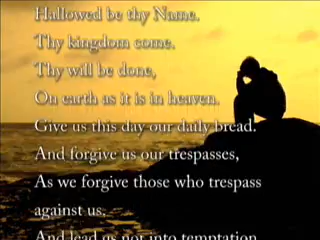 Hallowed be thy Name.
Thy kingdom come.
Thy will be done,
On earth as it is in heaven.
Give us this day our daily bread.
And forgive us our trespasses,
As we forgive those who trespass
against us.
And lead us not into temptation